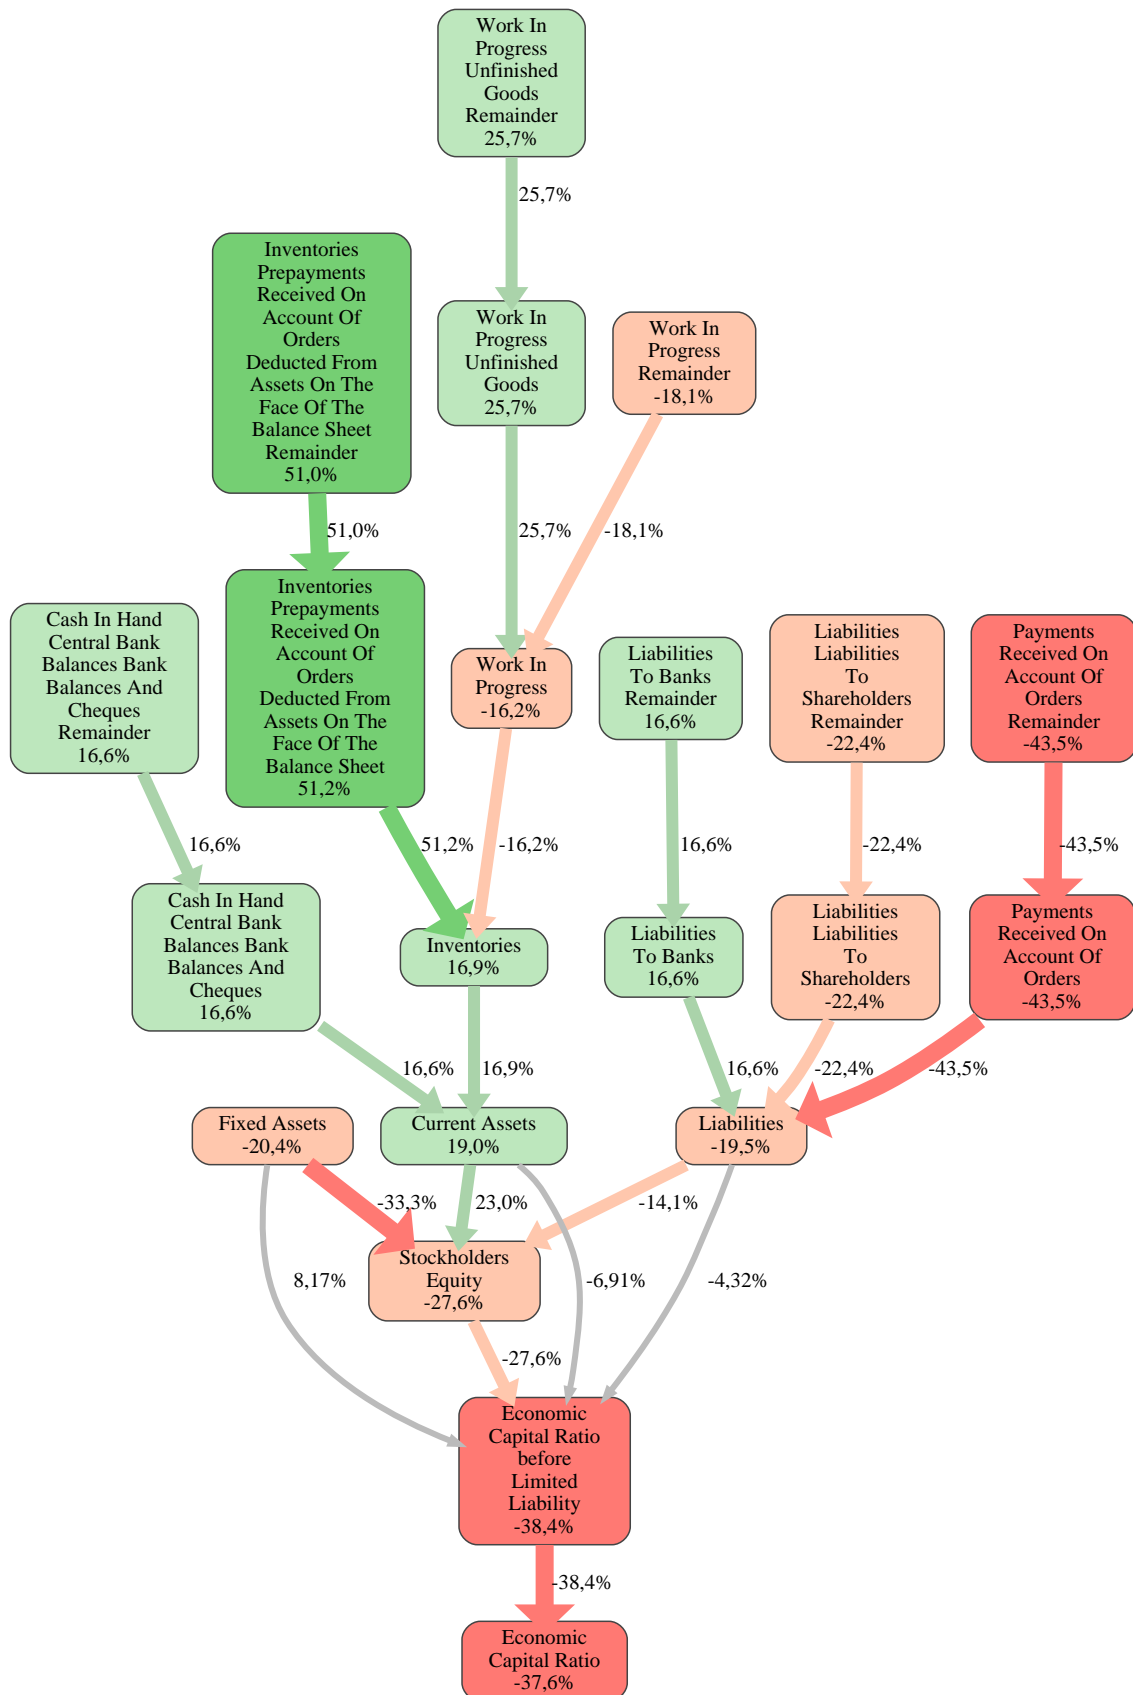 Work In
Progress
Unfinished
Goods
Remainder
25,7%
25,7%
Inventories
Prepayments
Received On
Account Of
Orders
Deducted From
Assets On The
Face Of The
Balance Sheet
Remainder
51,0%
Work In
Progress
Unfinished
Goods
25,7%
Work In
Progress
Remainder
-18,1%
51,0%
25,7%
-18,1%
Cash In Hand
Central Bank
Balances Bank
Balances And
Cheques
Remainder
16,6%
Inventories
Prepayments
Received On
Account Of
Orders
Deducted From
Assets On The
Face Of The
Balance Sheet
51,2%
Work In
Progress
-16,2%
Liabilities
To Banks
Remainder
16,6%
Liabilities
Liabilities
To
Shareholders
Remainder
-22,4%
Payments
Received On
Account Of
Orders
Remainder
-43,5%
16,6%
51,2%
-16,2%
16,6%
-22,4%
-43,5%
Cash In Hand
Central Bank
Balances Bank
Balances And
Cheques
16,6%
Inventories
16,9%
Liabilities
To Banks
16,6%
Liabilities
Liabilities
To
Shareholders
-22,4%
Payments
Received On
Account Of
Orders
-43,5%
16,6%
16,9%
16,6%
-22,4%
-43,5%
Fixed Assets
-20,4%
Current Assets
19,0%
Liabilities
-19,5%
-33,3%
23,0%
-14,1%
Stockholders
Equity
-27,6%
8,17%
-6,91%
-4,32%
-27,6%
Economic
Capital Ratio
before
Limited
Liability
-38,4%
-38,4%
Economic
Capital Ratio
-37,6%